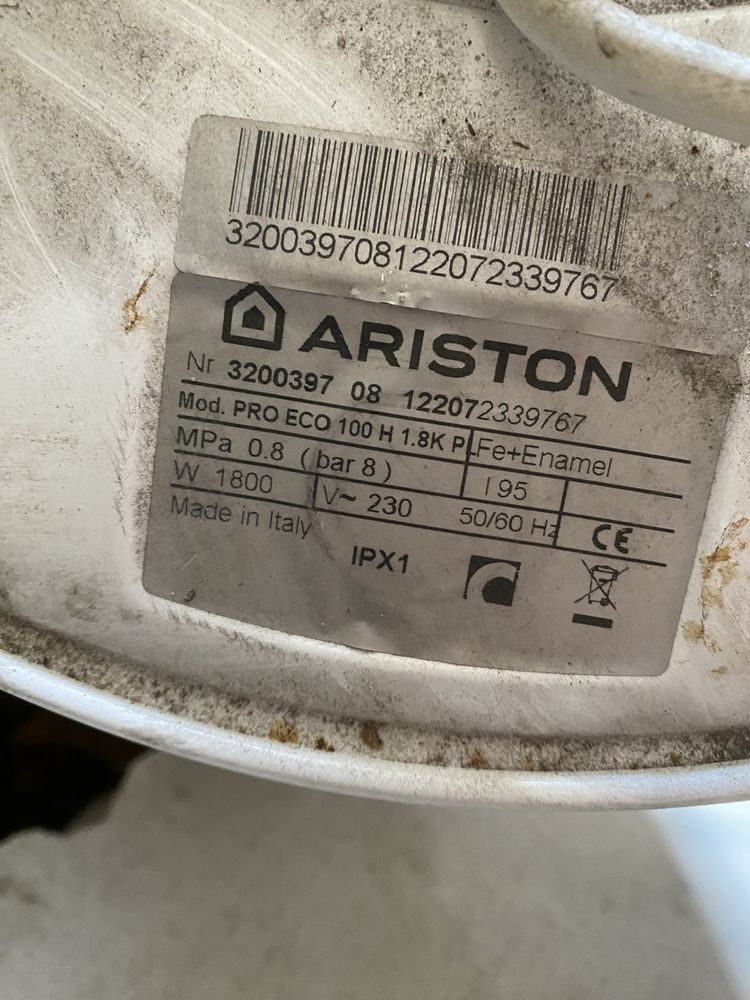 320039708122072339767
ARISTON
Nr 3200397 08 122072339767
Mod. PRO ECO 100 H 1.8K PL Fe+Enamel
MPa 0.8 ( bar 8 ) l 95
W 1800 V~ 230 50/60 Hz CE
Made in Italy
IPX1